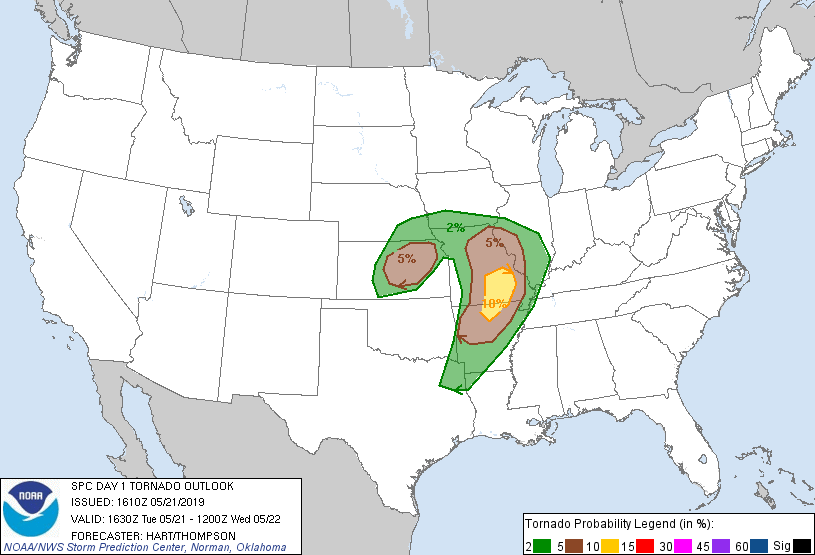 2%
5%
5%
10%
NOAA
SPC DAY 1 TORNADO OUTLOOK
ISSUED: 1610Z 05/21/2019
VALID: 1630Z Tue 05/21 - 1200Z Wed 05/22
FORECASTER: HART/THOMPSON
NOAA/NWS Storm Prediction Center, Norman, Oklahoma
Tornado Probability Legend (in %):
2 5 10 15 30 45 60 Sig